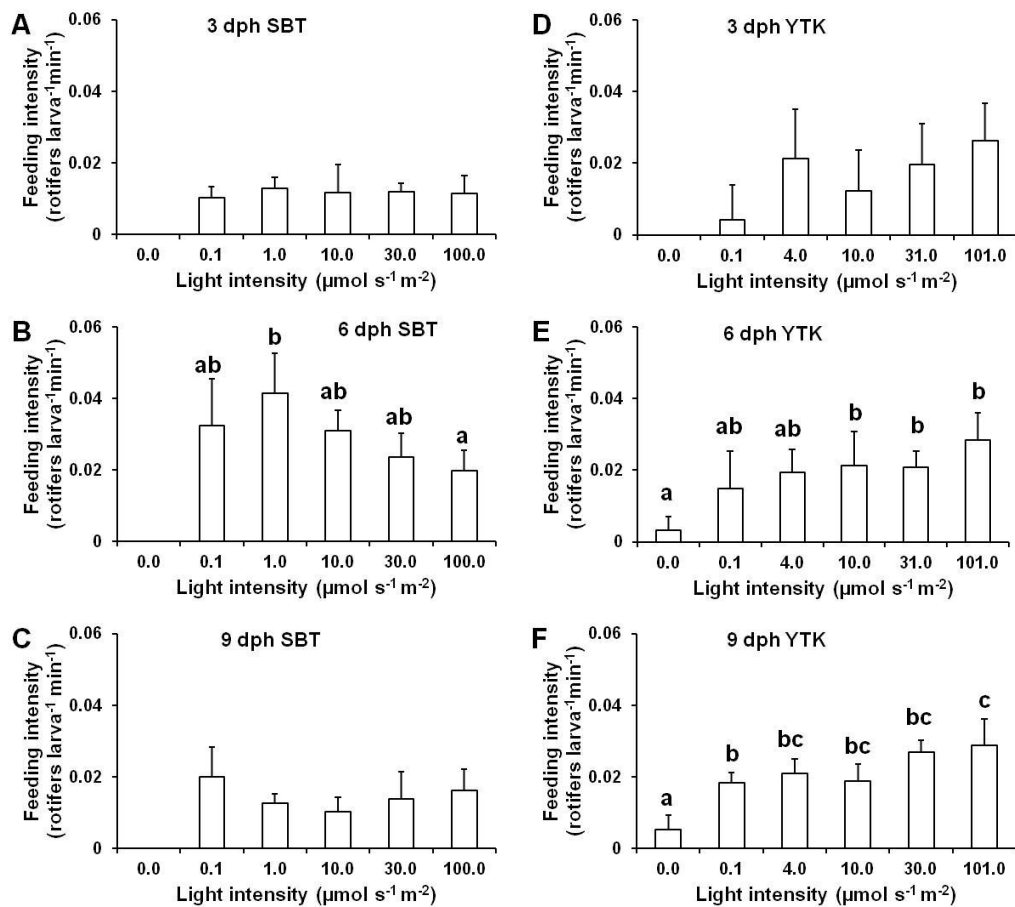 A
3 dph SBT
Feeding intensity
(rotifers larva⁻¹min⁻¹)
0.06
0.04
0.02
0
0.0 0.1 1.0 10.0 30.0 100.0
Light intensity (µmol s⁻¹ m⁻²)
D
3 dph YTK
Feeding intensity
(rotifers larva⁻¹min⁻¹)
0.06
0.04
0.02
0
0.0 0.1 4.0 10.0 31.0 101.0
Light intensity (µmol s⁻¹ m⁻²)
B
6 dph SBT
Feeding intensity
(rotifers larva⁻¹min⁻¹)
0.06
0.04
0.02
0
ab b ab ab a
0.0 0.1 1.0 10.0 30.0 100.0
Light intensity (µmol s⁻¹ m⁻²)
E
6 dph YTK
Feeding intensity
(rotifers larva⁻¹min⁻¹)
0.06
0.04
0.02
0
a ab ab b b b
0.0 0.1 4.0 10.0 31.0 101.0
Light intensity (µmol s⁻¹ m⁻²)
C
9 dph SBT
Feeding intensity
(rotifers larva⁻¹ min⁻¹)
0.06
0.04
0.02
0
0.0 0.1 1.0 10.0 30.0 100.0
Light intensity (µmol s⁻¹ m⁻²)
F
9 dph YTK
Feeding intensity
(rotifers larva⁻¹min⁻¹)
0.06
0.04
0.02
0
a b bc bc bc c
0.0 0.1 4.0 10.0 30.0 101.0
Light intensity (µmol s⁻¹ m⁻²)